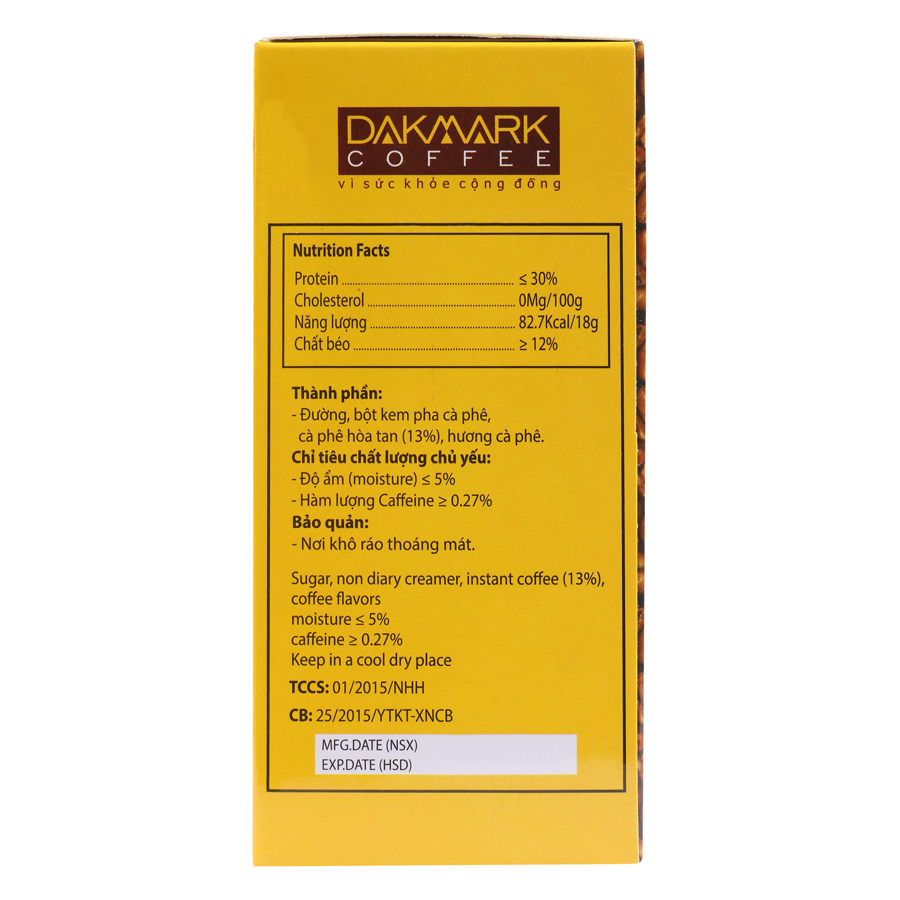 DAKMARK
COFFEE
vì sức khỏe cộng đồng
Nutrition Facts
Protein ........................................ ≤ 30%
Cholesterol ................................... 0Mg/100g
Năng lượng ................................... 82.7Kcal/18g
Chất béo ...................................... ≥ 12%
Thành phần:
- Đường, bột kem pha cà phê,
cà phê hòa tan (13%), hương cà phê.
Chỉ tiêu chất lượng chủ yếu:
- Độ ẩm (moisture) ≤ 5%
- Hàm lượng Caffeine ≥ 0.27%
Bảo quản:
- Nơi khô ráo thoáng mát.
Sugar, non diary creamer, instant coffee (13%),
coffee flavors
moisture ≤ 5%
caffeine ≥ 0.27%
Keep in a cool dry place
TCCS: 01/2015/NHH
CB: 25/2015/YTKT-XNCB
MFG.DATE (NSX)
EXP.DATE (HSD)